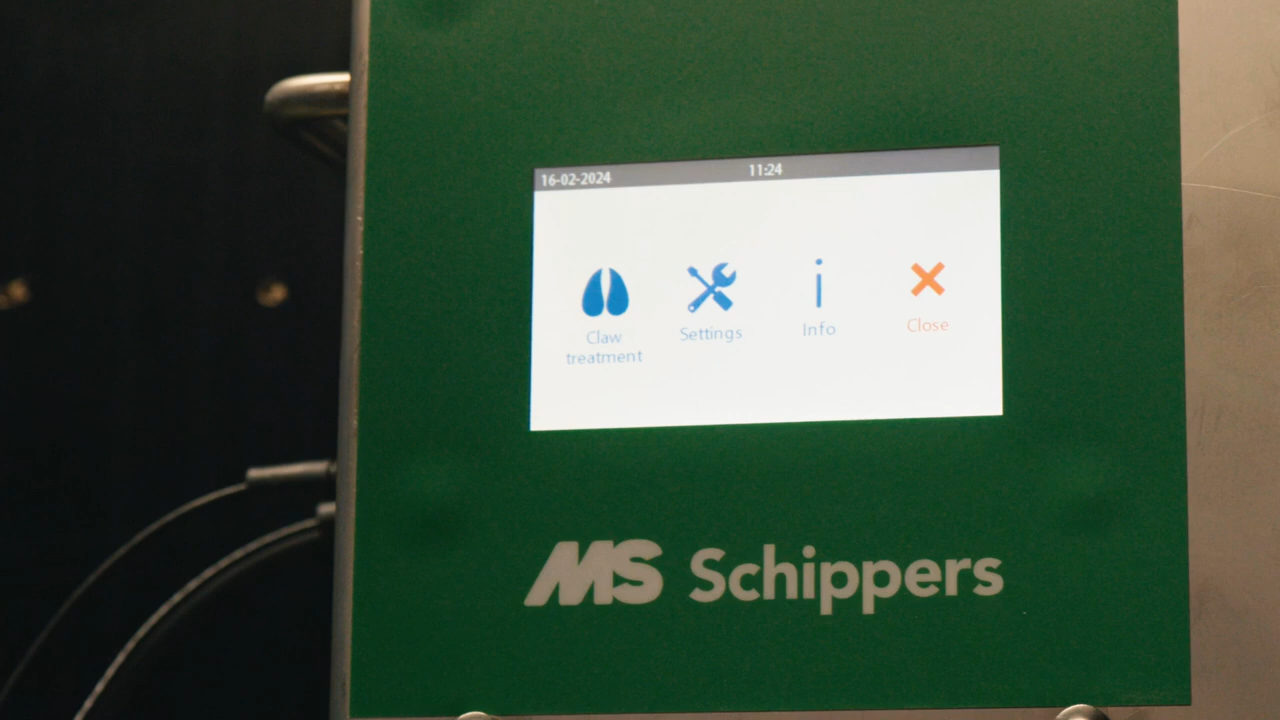 16-02-2024 11:24
Claw treatment
Settings
Info
Close
MS Schippers